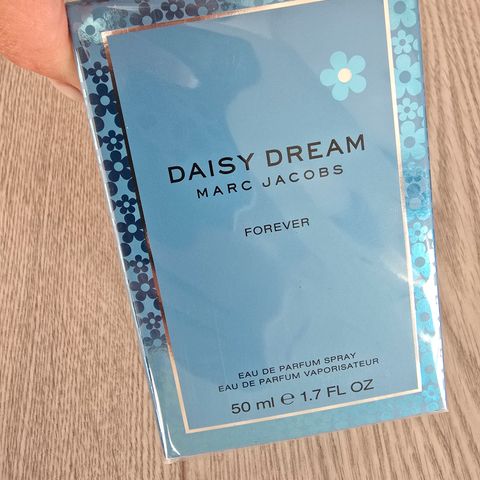 DAISY DREAM
MARC JACOBS
FOREVER
EAU DE PARFUM SPRAY
EAU DE PARFUM VAPORISATEUR
50 ml ℮ 1.7 FL OZ